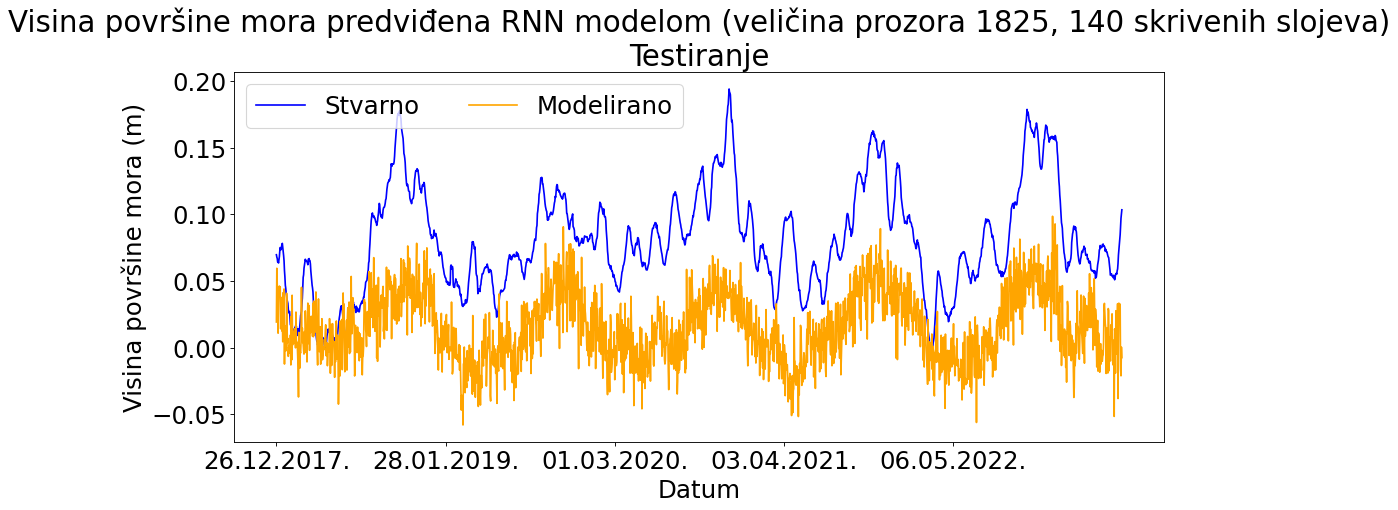 Visina površine mora predviđena RNN modelom (veličina prozora 1825, 140 skrivenih slojeva)
Testiranje
Stvarno Modelirano
Visina površine mora (m)
0.20
0.15
0.10
0.05
0.00
−0.05
26.12.2017. 28.01.2019. 01.03.2020. 03.04.2021. 06.05.2022.
Datum